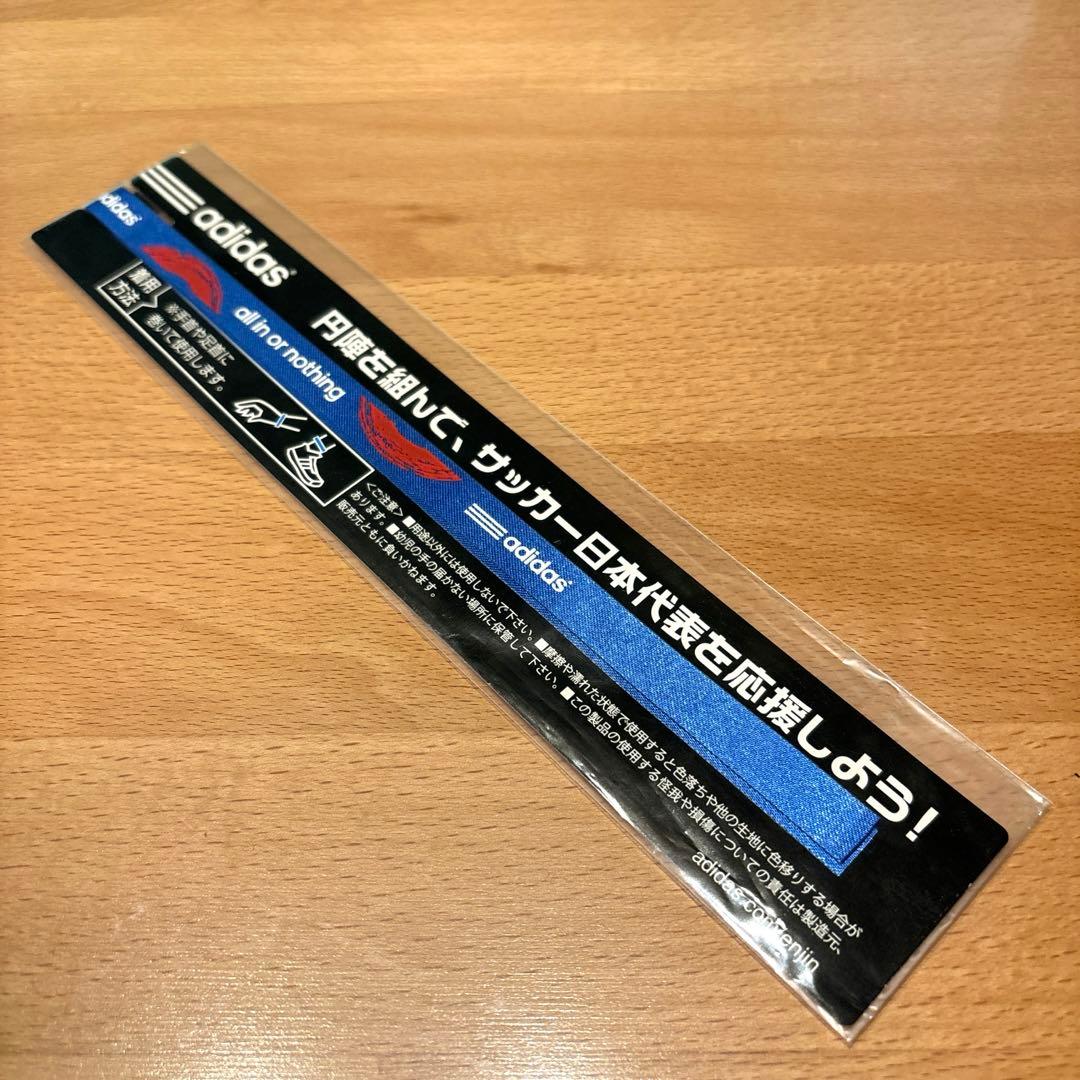 adidas
円陣を組んで、サッカー日本代表を応援しよう!
adidas
all in or nothing
adidas
着用
方法
※手首や足首に
巻いて使用します。
<ご注意> ■用途以外には使用しないで下さい。 ■摩擦や濡れた状態で使用すると色落ちや他の生地に色移りする場合が
あります。 ■幼児の手の届かない場所に保管して下さい。 ■この製品の使用する怪我や損傷についての責任は製造元、
販売元ともに負いかねます。
adidas.com/enjin